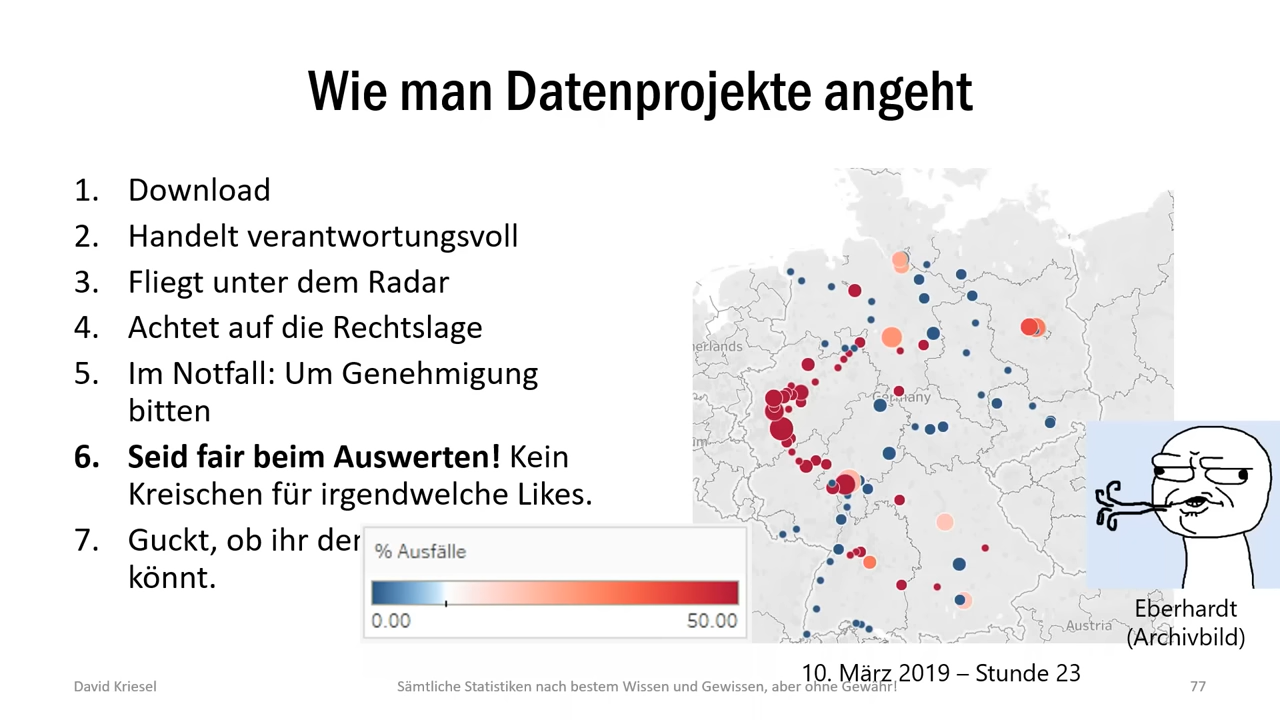 Wie man Datenprojekte angeht
1. Download
2. Handelt verantwortungsvoll
3. Fliegt unter dem Radar
4. Achtet auf die Rechtslage
5. Im Notfall: Um Genehmigung
bitten
6. Seid fair beim Auswerten! Kein
Kreischen für irgendwelche Likes.
7. Guckt, ob ihr
könnt.
% Ausfälle
0.00 50.00
erlands
Germany
Austria
Eberhardt
(Archivbild)
10. März 2019 – Stunde 23
David Kriesel
Sämtliche Statistiken nach bestem Wissen und Gewissen, aber ohne Gewähr!
77